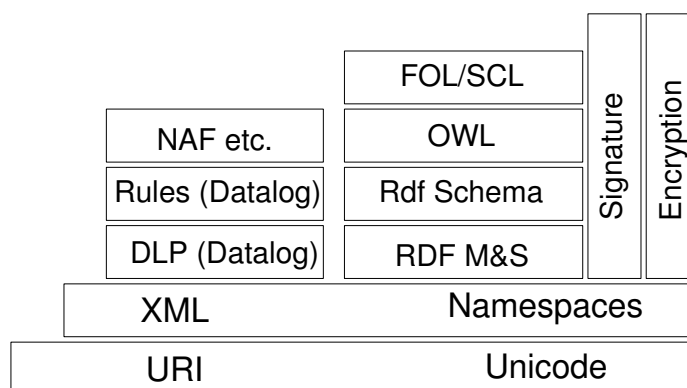 FOL/SCL
NAF etc.
OWL
Rules (Datalog)
Rdf Schema
DLP (Datalog)
RDF M&S
Signature
Encryption
XML Namespaces
URI Unicode